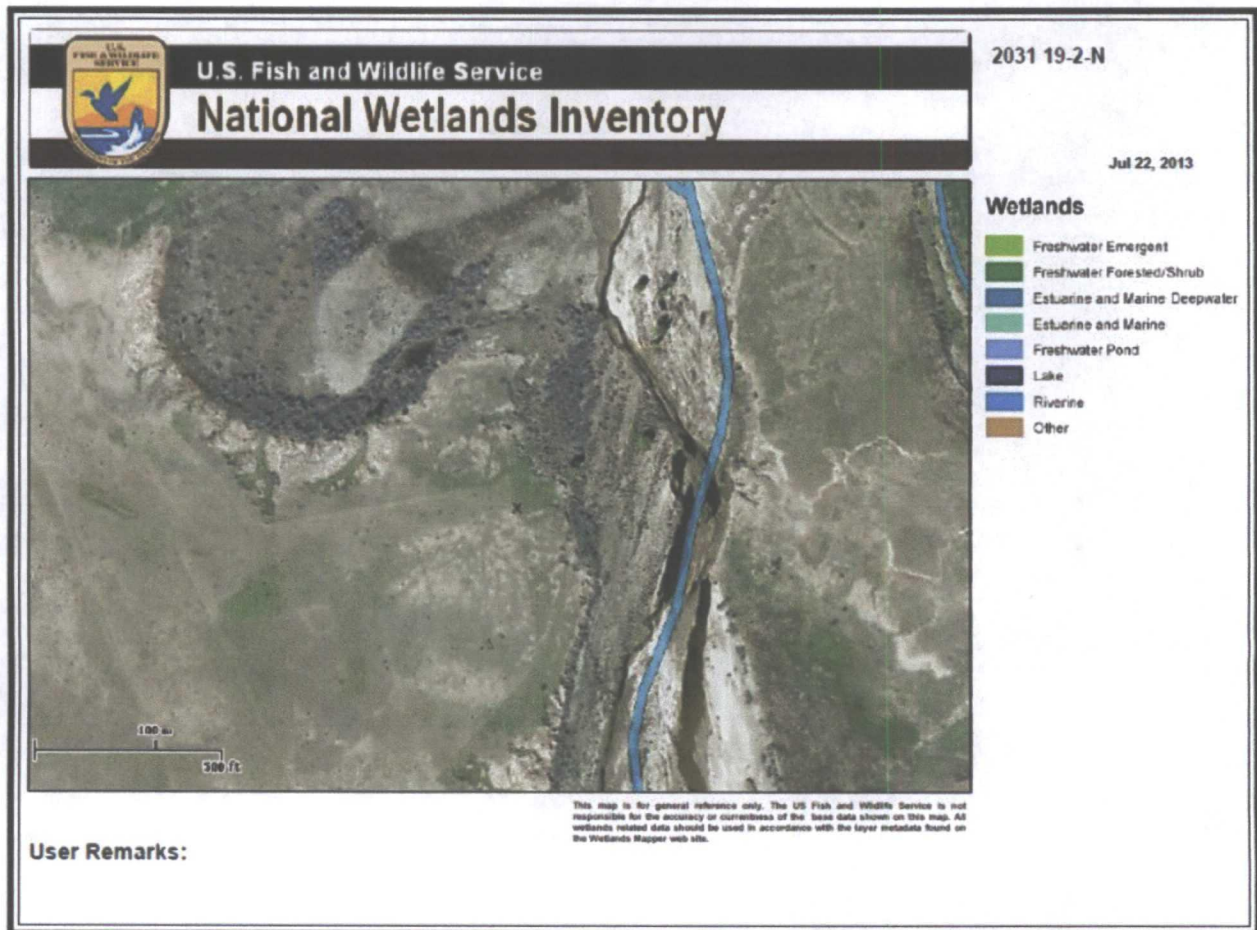 U.S.
FISH & WILDLIFE
SERVICE
U.S. Fish and Wildlife Service
National Wetlands Inventory
2031 19-2-N
Jul 22, 2013
Wetlands
Freshwater Emergent
Freshwater Forested/Shrub
Estuarine and Marine Deepwater
Estuarine and Marine
Freshwater Pond
Lake
Riverine
Other
X
100 m
500 ft
This map is for general reference only. The US Fish and Wildlife Service is not
responsible for the accuracy or currentness of the base data shown on this map. All
wetlands related data should be used in accordance with the layer metadata found on
the Wetlands Mapper web site.
User Remarks: